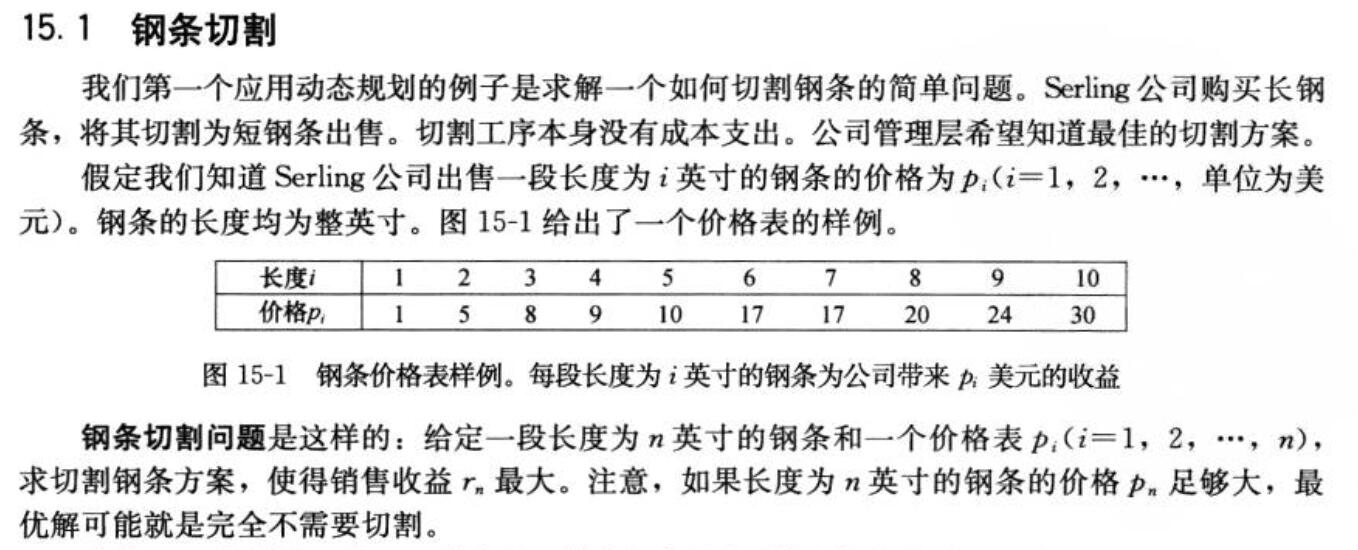 15.1 钢条切割
我们第一个应用动态规划的例子是求解一个如何切割钢条的简单问题。Serling 公司购买长钢
条，将其切割为短钢条出售。切割工序本身没有成本支出。公司管理层希望知道最佳的切割方案。
假定我们知道 Serling 公司出售一段长度为 i 英寸的钢条的价格为 pᵢ(i=1，2，…，单位为美
元)。钢条的长度均为整英寸。图 15-1 给出了一个价格表的样例。
长度i 1 2 3 4 5 6 7 8 9 10
价格pᵢ 1 5 8 9 10 17 17 20 24 30
图 15-1 钢条价格表样例。每段长度为 i 英寸的钢条为公司带来 pᵢ 美元的收益
钢条切割问题是这样的：给定一段长度为 n 英寸的钢条和一个价格表 pᵢ(i=1，2，…，n)，
求切割钢条方案，使得销售收益 rₙ 最大。注意，如果长度为 n 英寸的钢条的价格 pₙ 足够大，最
优解可能就是完全不需要切割。